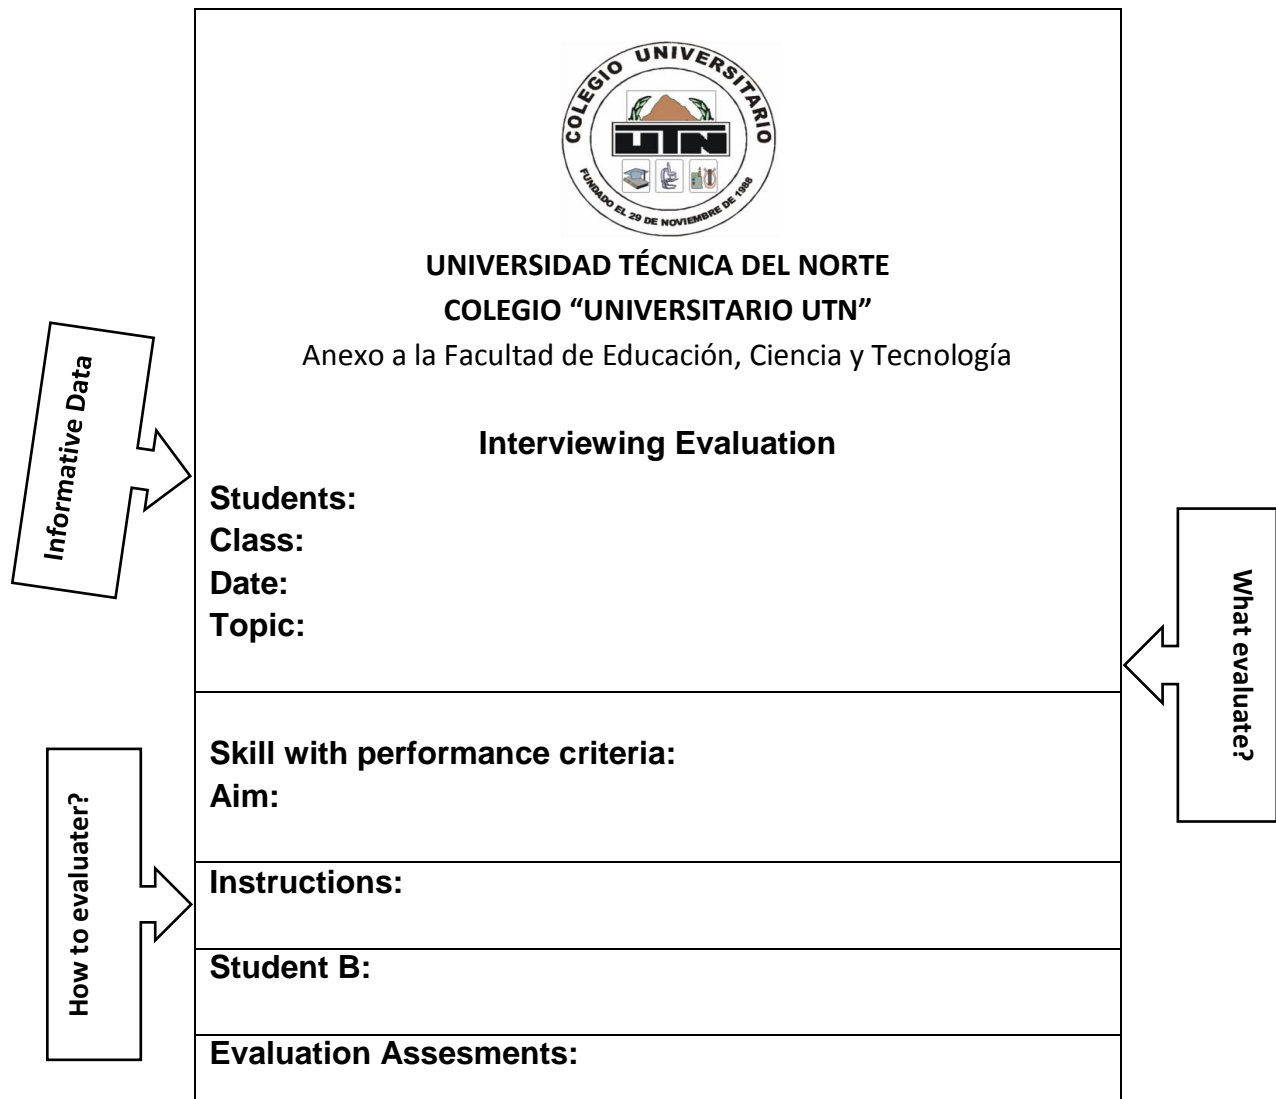 COLEGIO UNIVERSITARIO
UTN
FUNDADO EL 29 DE NOVIEMBRE DE 1988
UNIVERSIDAD TÉCNICA DEL NORTE
COLEGIO “UNIVERSITARIO UTN”
Anexo a la Facultad de Educación, Ciencia y Tecnología
Informative Data
Interviewing Evaluation
Students:
Class:
Date:
Topic:
What evaluate?
Skill with performance criteria:
Aim:
How to evaluater?
Instructions:
Student B:
Evaluation Assesments: